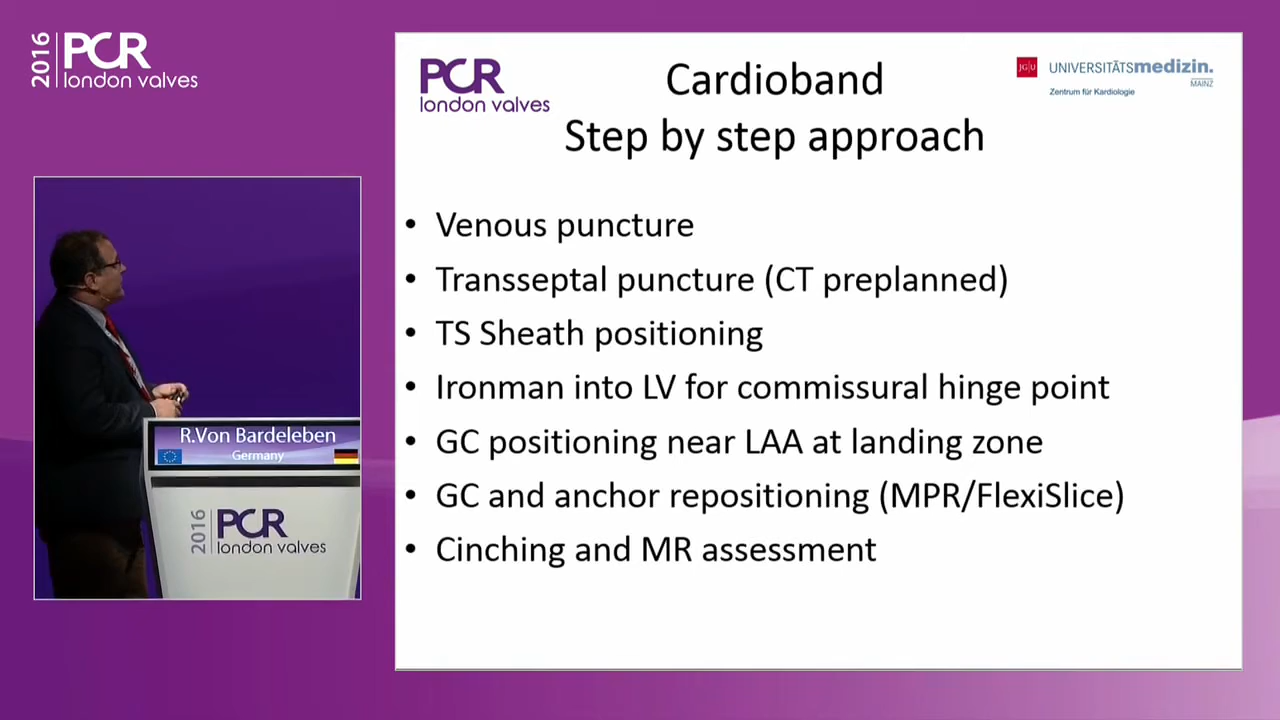 2016 PCR
london valves
PCR
london valves
Cardioband
Step by step approach
JG|U UNIVERSITÄTSmedizin.
MAINZ
Zentrum für Kardiologie
• Venous puncture
• Transseptal puncture (CT preplanned)
• TS Sheath positioning
• Ironman into LV for commissural hinge point
• GC positioning near LAA at landing zone
• GC and anchor repositioning (MPR/FlexiSlice)
• Cinching and MR assessment
R.Von Bardeleben
Germany
2016 PCR
london valves